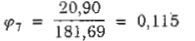 φ₇ = 20,90 / 181,69 = 0,115